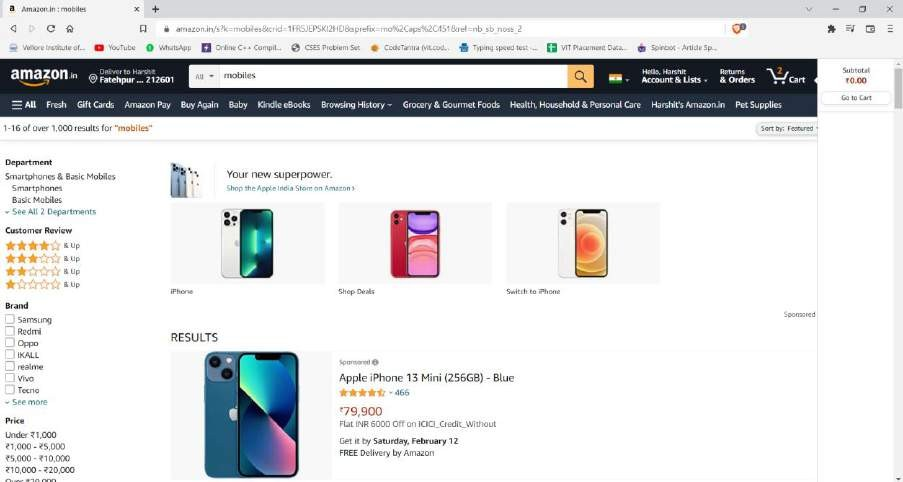 Amazon.in : mobiles
amazon.in/s?k=mobiles&crid=1FRSJEPSKI2HD&sprefix=mo%2Caps%2C451&ref=nb_sb_noss_2
Vellore Institute of... YouTube WhatsApp Online C++ Compil... CSES Problem Set CodeTantra (vit.cod... Typing speed test -... VIT Placement Data... Spinbot - Article Sp...
amazon.in
Deliver to Harshit
Fatehpur ... 212601
All
mobiles
Hello, Harshit
Account & Lists
Returns
& Orders
2
Cart
All Fresh Gift Cards Amazon Pay Buy Again Baby Kindle eBooks Browsing History Grocery & Gourmet Foods Health, Household & Personal Care Harshit's Amazon.in Pet Supplies
Subtotal
₹0.00
Go to Cart
1-16 of over 1,000 results for "mobiles"
Sort by: Featured
Department
Smartphones & Basic Mobiles
Smartphones
Basic Mobiles
See All 2 Departments
Customer Review
& Up
& Up
& Up
& Up
Brand
Samsung
Redmi
Oppo
IKALL
realme
Vivo
Tecno
See more
Price
Under ₹1,000
₹1,000 - ₹5,000
₹5,000 - ₹10,000
₹10,000 - ₹20,000
Over ₹20,000
Your new superpower.
Shop the Apple India Store on Amazon ›
iPhone
Shop Deals
Switch to iPhone
Sponsored
RESULTS
Sponsored
Apple iPhone 13 Mini (256GB) - Blue
466
₹79,900
Flat INR 6000 Off on ICICI_Credit_Without
Get it by Saturday, February 12
FREE Delivery by Amazon